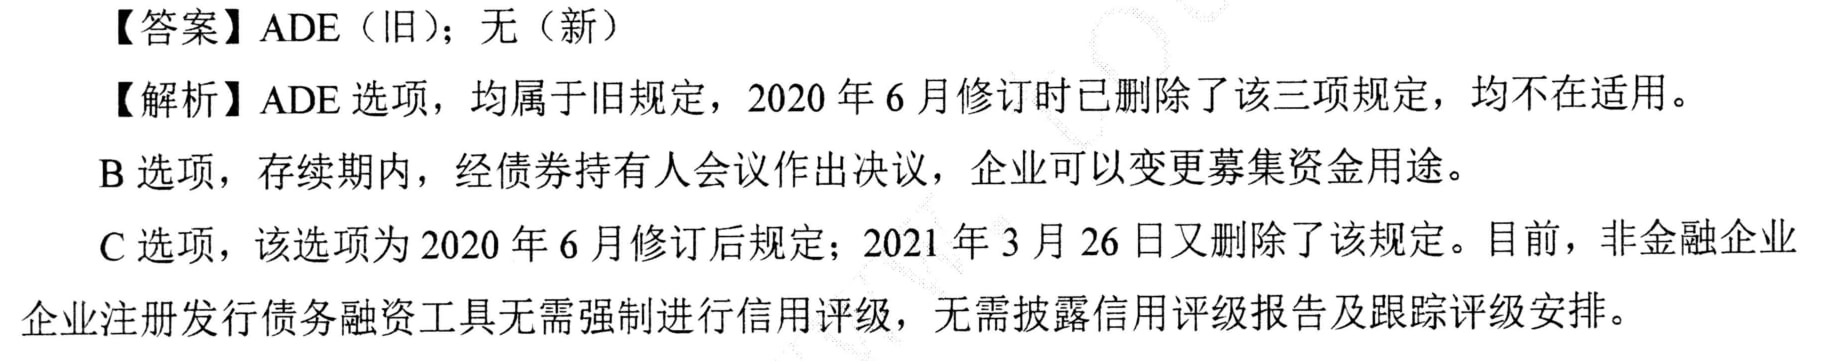 【答案】ADE（旧）；无（新）
【解析】ADE 选项，均属于旧规定，2020 年 6 月修订时已删除了该三项规定，均不在适用。
B 选项，存续期内，经债券持有人会议作出决议，企业可以变更募集资金用途。
C 选项，该选项为 2020 年 6 月修订后规定；2021 年 3 月 26 日又删除了该规定。目前，非金融企业
企业注册发行债务融资工具无需强制进行信用评级，无需披露信用评级报告及跟踪评级安排。